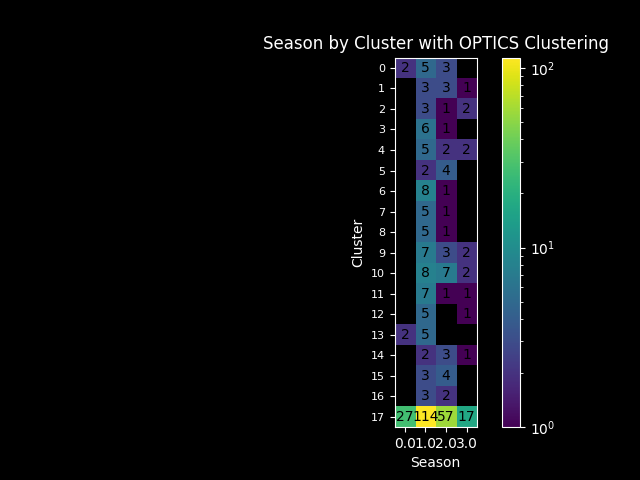 Season by Cluster with OPTICS Clustering
0 2 5 3
1 3 3 1
2 3 1 2
3 6 1
4 5 2 2
5 2 4
6 8 1
7 5 1
8 5 1
9 7 3 2
10 8 7 2
11 7 1 1
12 5 1
13 2 5
14 2 3 1
15 3 4
16 3 2
17 27 114 57 17
0.0 1.0 2.0 3.0
Season
Cluster
10²
10¹
10⁰